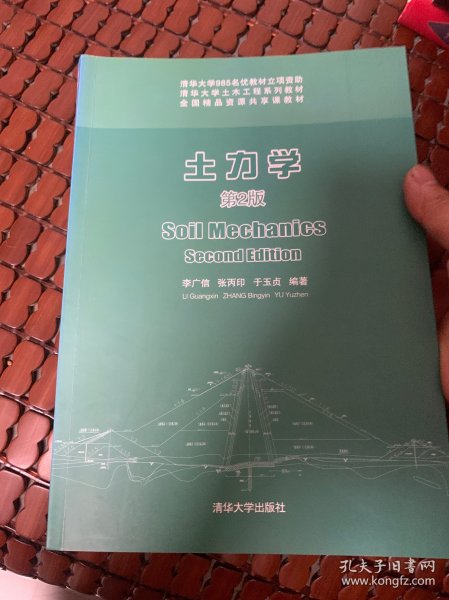 清华大学985名优教材立项资助
清华大学土木工程系列教材
全国精品资源共享课教材
土力学
第2版
Soil Mechanics
Second Edition
李广信 张丙印 于玉贞 编著
LI Guangxin ZHANG Bingyin YU Yuzhen
清华大学出版社
孔夫子旧书网
www.kongfz.com